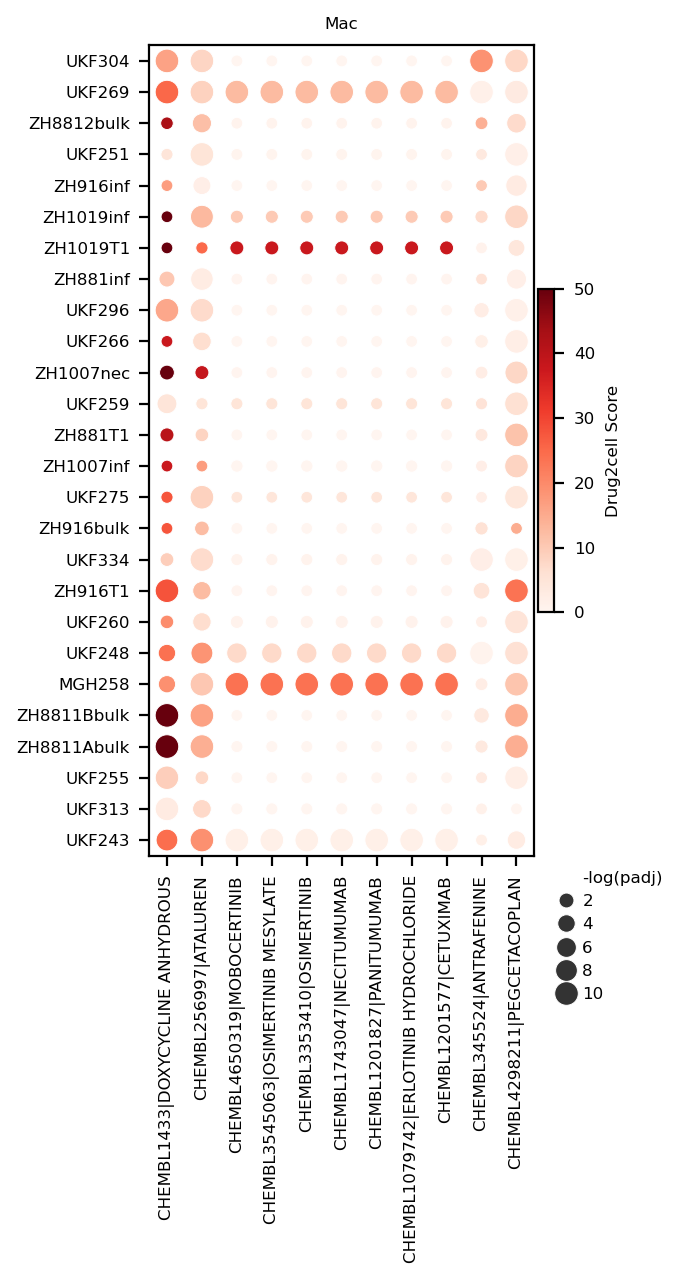 Mac
UKF304
UKF269
ZH8812bulk
UKF251
ZH916inf
ZH1019inf
ZH1019T1
ZH881inf
UKF296
UKF266
ZH1007nec
UKF259
ZH881T1
ZH1007inf
UKF275
ZH916bulk
UKF334
ZH916T1
UKF260
UKF248
MGH258
ZH8811Bbulk
ZH8811Abulk
UKF255
UKF313
UKF243
CHEMBL1433|DOXYCYCLINE ANHYDROUS
CHEMBL256997|ATALUREN
CHEMBL4650319|MOBOCERTINIB
CHEMBL3545063|OSIMERTINIB MESYLATE
CHEMBL3353410|OSIMERTINIB
CHEMBL1743047|NECITUMUMAB
CHEMBL1201827|PANITUMUMAB
CHEMBL1079742|ERLOTINIB HYDROCHLORIDE
CHEMBL1201577|CETUXIMAB
CHEMBL345524|ANTRAFENINE
CHEMBL4298211|PEGCETACOPLAN
50
40
30
20
10
0
Drug2cell Score
-log(padj)
2
4
6
8
10